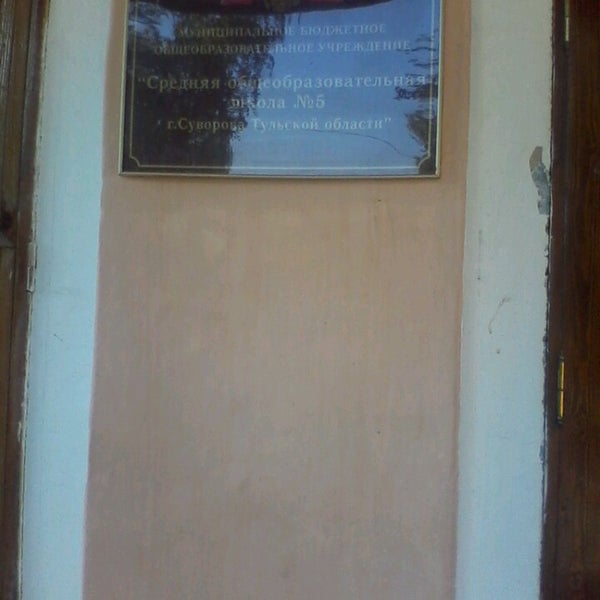 МУНИЦИПАЛЬНОЕ БЮДЖЕТНОЕ
ОБЩЕОБРАЗОВАТЕЛЬНОЕ УЧРЕЖДЕНИЕ
"Средняя общеобразовательная
школа №5
г.Суворова Тульской области"